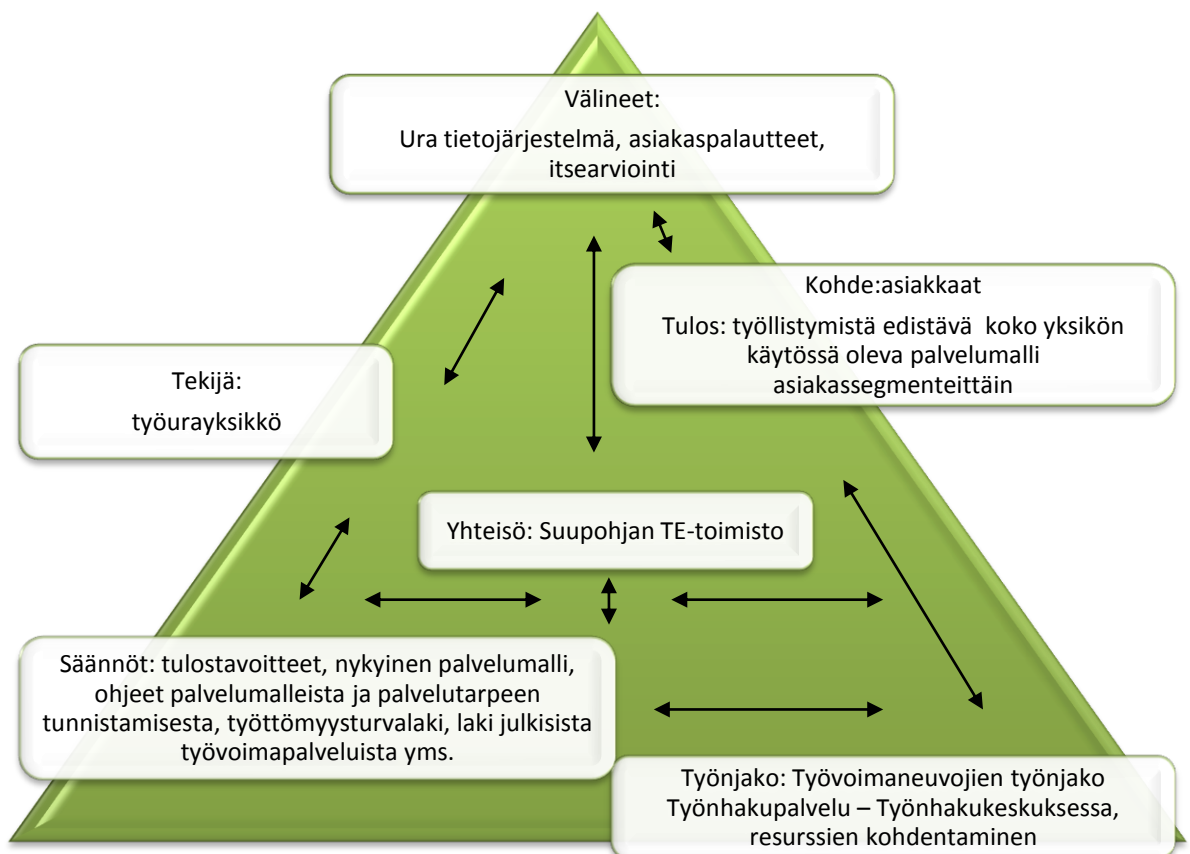 Välineet:
Ura tietojärjestelmä, asiakaspalautteet,
itsearviointi
Kohde:asiakkaat
Tulos: työllistymistä edistävä koko yksikön
käytössä oleva palvelumalli
asiakassegmenteittäin
Tekijä:
työurayksikkö
Yhteisö: Suupohjan TE-toimisto
Säännöt: tulostavoitteet, nykyinen palvelumalli,
ohjeet palvelumalleista ja palvelutarpeen
tunnistamisesta, työttömyysturvalaki, laki julkisista
työvoimapalveluista yms.
Työnjako: Työvoimaneuvojien työnjako
Työnhakupalvelu – Työnhakukeskuksessa,
resurssien kohdentaminen